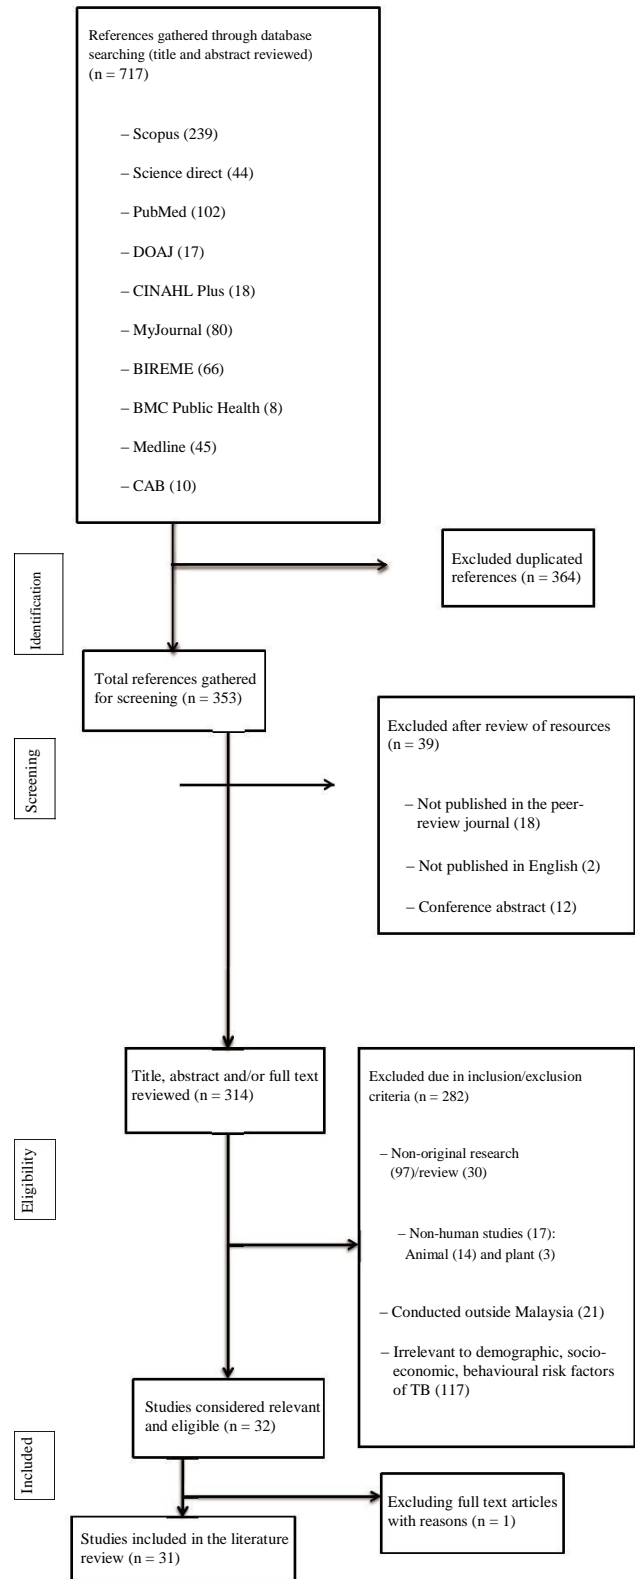 References gathered through database
searching (title and abstract reviewed)
(n = 717)
– Scopus (239)
– Science direct (44)
– PubMed (102)
– DOAJ (17)
– CINAHL Plus (18)
– MyJournal (80)
– BIREME (66)
– BMC Public Health (8)
– Medline (45)
– CAB (10)
Identification
Excluded duplicated
references (n = 364)
Total references gathered
for screening (n = 353)
Screening
Excluded after review of resources
(n = 39)
– Not published in the peer-
review journal (18)
– Not published in English (2)
– Conference abstract (12)
Title, abstract and/or full text
reviewed (n = 314)
Eligibility
Excluded due in inclusion/exclusion
criteria (n = 282)
– Non-original research
(97)/review (30)
– Non-human studies (17):
Animal (14) and plant (3)
– Conducted outside Malaysia (21)
– Irrelevant to demographic, socio-
economic, behavioural risk factors
of TB (117)
Studies considered relevant
and eligible (n = 32)
Included
Excluding full text articles
with reasons (n = 1)
Studies included in the literature
review (n = 31)